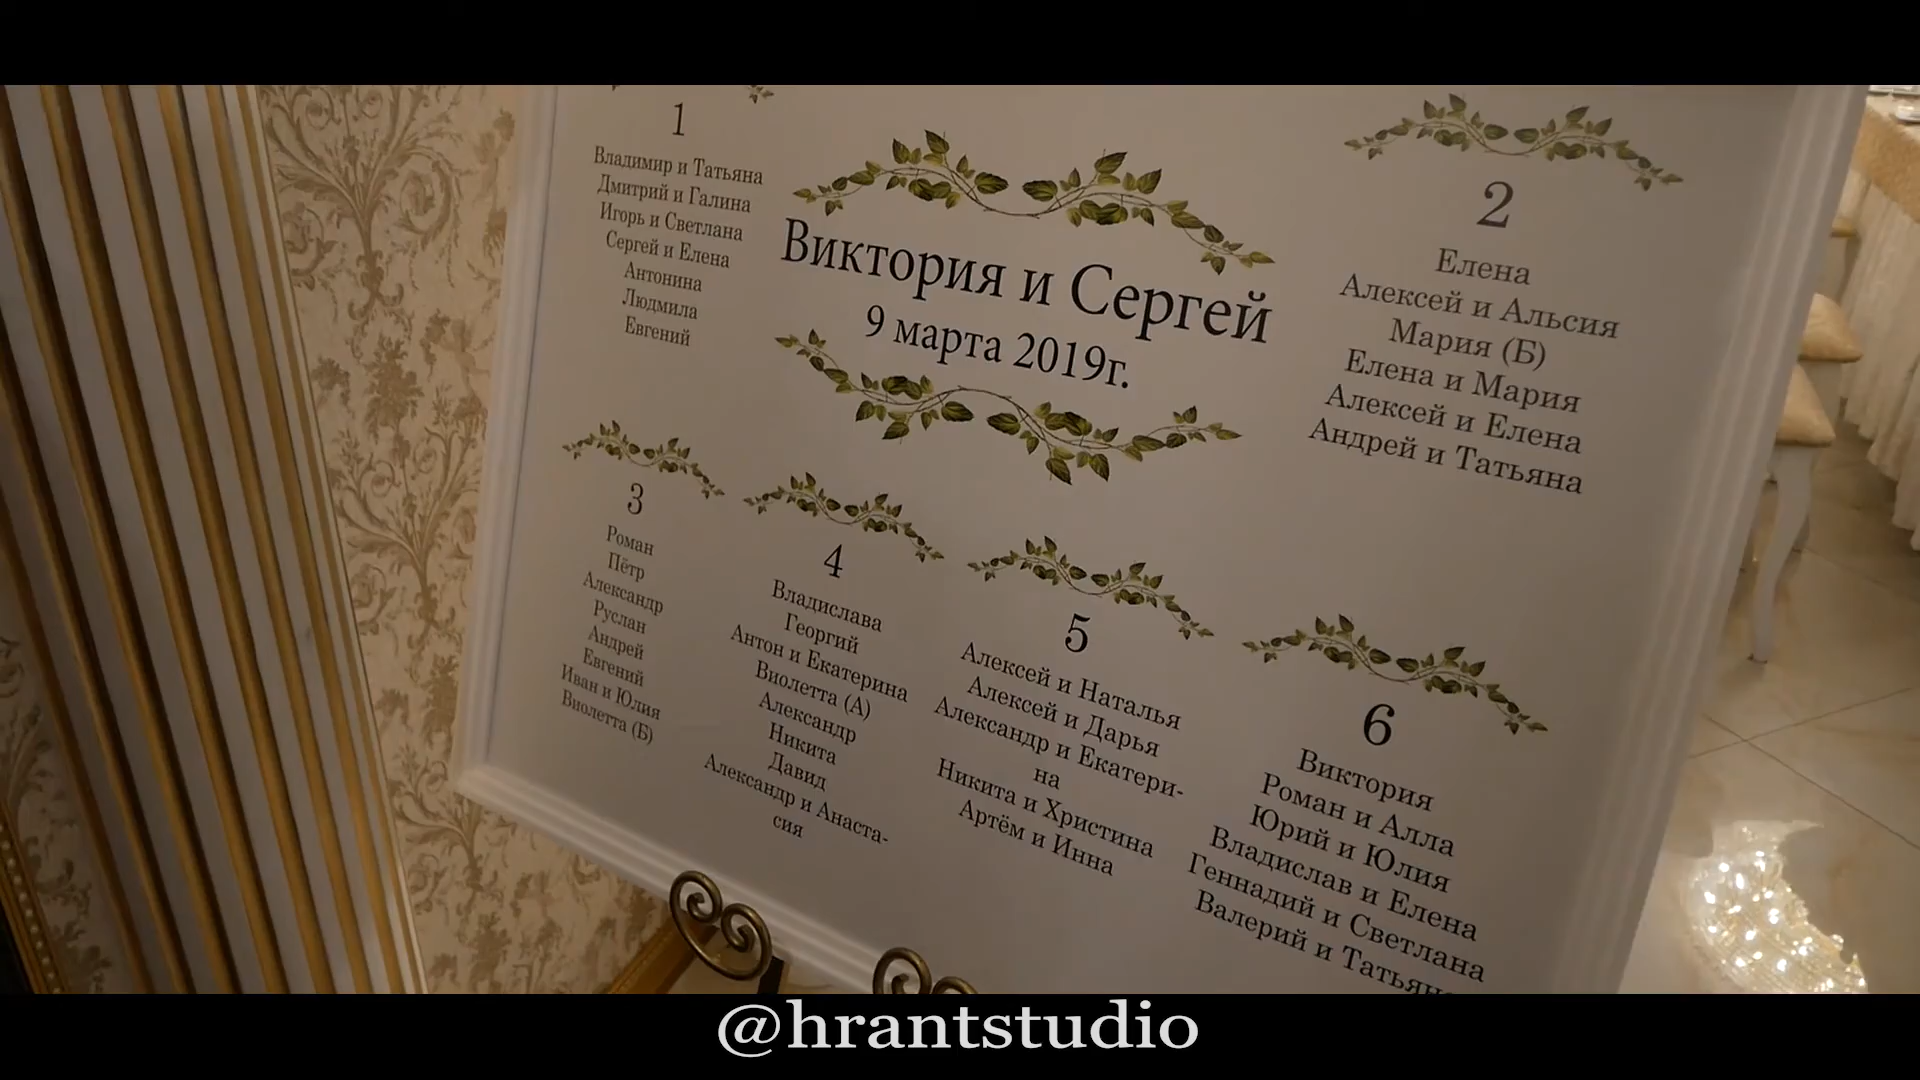 1
Владимир и Татьяна
Дмитрий и Галина
Игорь и Светлана
Сергей и Елена
Антонина
Людмила
Евгений
Виктория и Сергей
9 марта 2019г.
2
Елена
Алексей и Альсия
Мария (Б)
Елена и Мария
Алексей и Елена
Андрей и Татьяна
3
Роман
Пётр
Александр
Руслан
Андрей
Евгений
Иван и Юлия
Виолетта (Б)
4
Владислава
Георгий
Антон и Екатерина
Виолетта (А)
Александр
Никита
Давид
Александр и Анаста-
сия
5
Алексей и Наталья
Алексей и Дарья
Александр и Екатери-
на
Никита и Христина
Артём и Инна
6
Виктория
Роман и Алла
Юрий и Юлия
Владислав и Елена
Геннадий и Светлана
Валерий и Татьяна
@hrantstudio